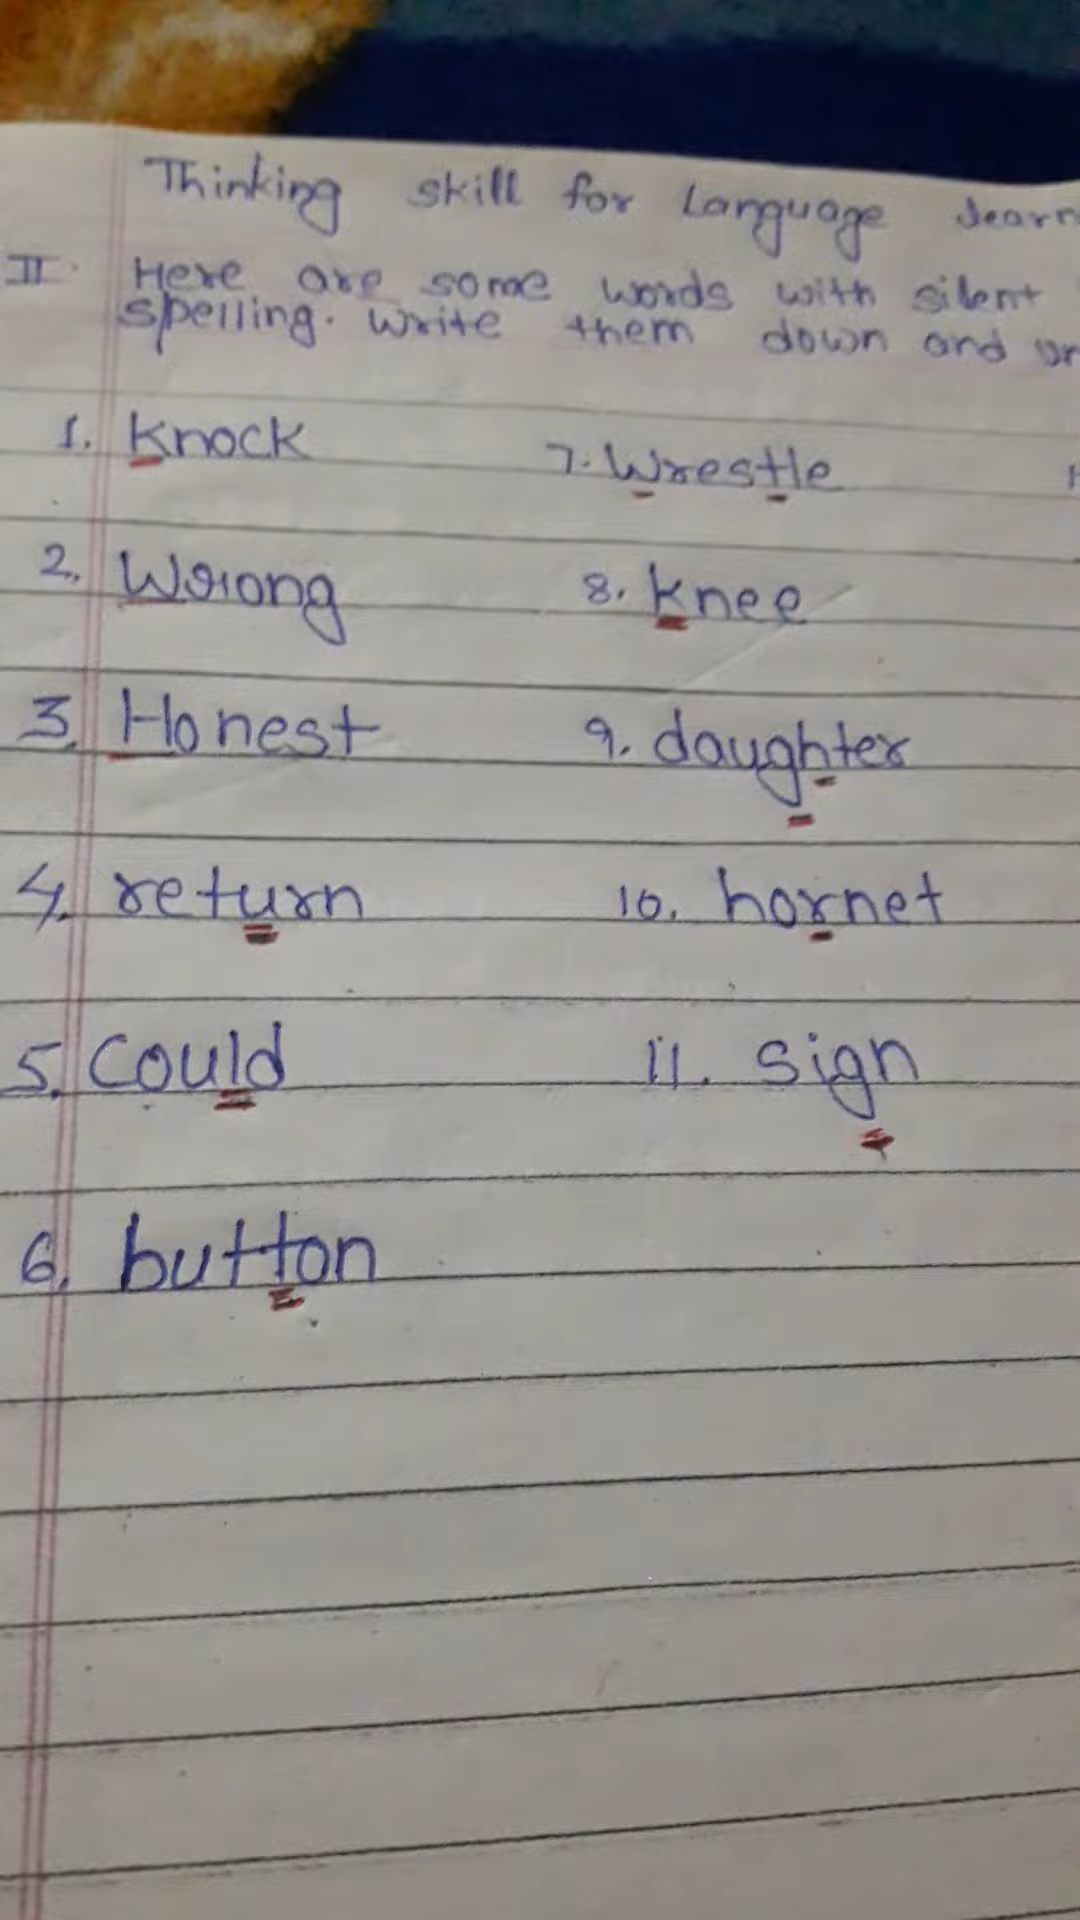 Thinking skill for Language
II. Here are some words with silent
spelling. Write them down and
1. Knock
2. Wrong
3. Honest
4. return
5. Could
6. button
7. Wrestle
8. knee
9. daughter
10. hornet
11. sign